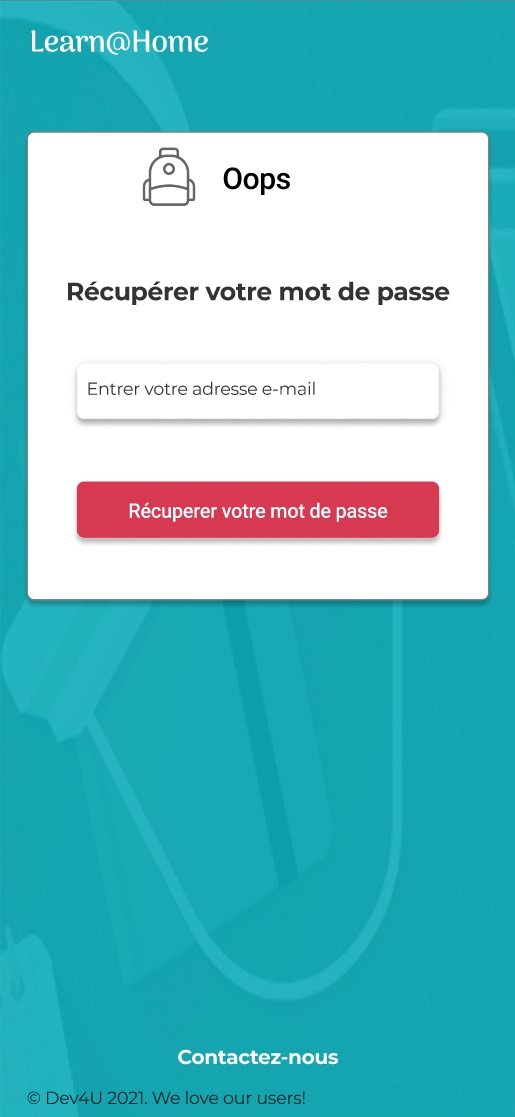 Learn@Home
Oops
Récupérer votre mot de passe
Entrer votre adresse e-mail
Récuperer votre mot de passe
Contactez-nous
© Dev4U 2021. We love our users!